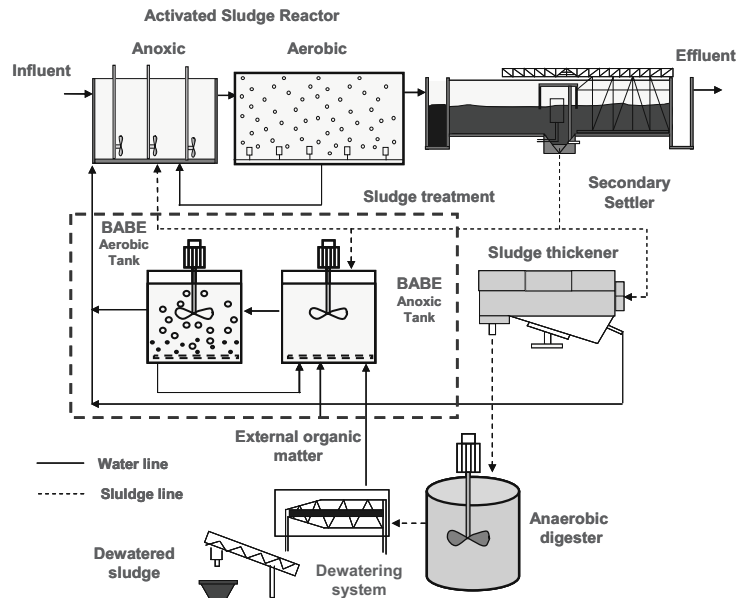 Activated Sludge Reactor
Anoxic
Aerobic
Influent
Effluent
Sludge treatment
Secondary
Settler
BABE
Aerobic
Tank
BABE
Anoxic
Tank
Sludge thickener
External organic
matter
Water line
Sluldge line
Anaerobic
digester
Dewatered
sludge
Dewatering
system